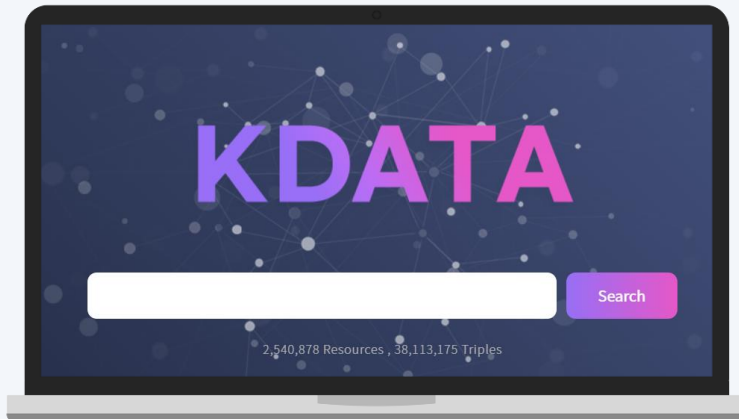 KDATA
Search
2,540,878 Resources , 38,113,175 Triples